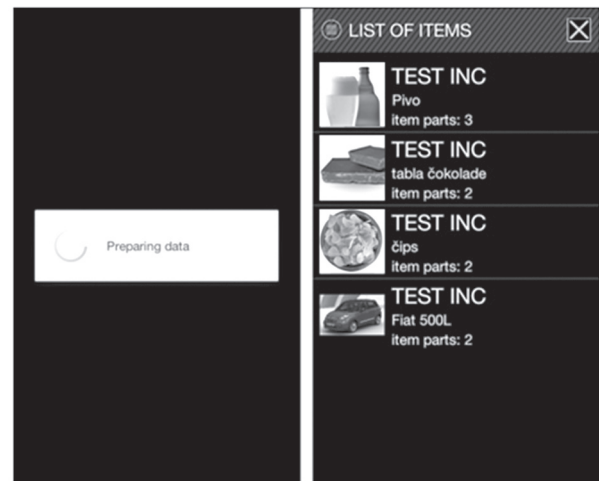 Preparing data
LIST OF ITEMS
TEST INC
Pivo
item parts: 3
TEST INC
tabla čokolade
item parts: 2
TEST INC
čips
item parts: 2
TEST INC
Fiat 500L
item parts: 2